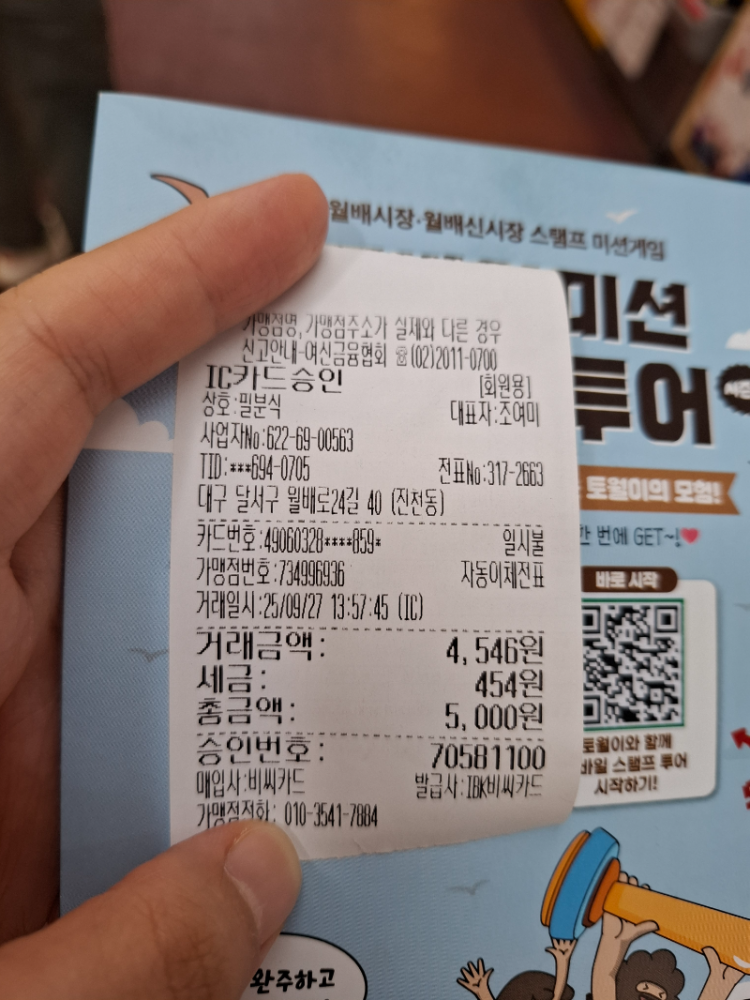 월배시장·월배신시장 스탬프 미션게임
미션
투어
토월이의 모험!
한 번에 GET~!
바로 시작
토월이와 함께
스탬프 투어
시작하기!
완주하고
가맹점명,가맹점주소가 실제와 다른 경우
신고안내-여신금융협회 ☎(02)2011-0700
IC카드승인 [회원용]
상호:필분식 대표자:조여미
사업자No:622-69-00563
TID:***694-0705 전표No:317-2663
대구 달서구 월배로24길 40 (진천동)
카드번호:49060328****859* 일시불
가맹점번호:734996936 자동이체전표
거래일시:25/09/27 13:57:45 (IC)
거래금액: 4,546원
세금: 454원
총금액: 5,000원
승인번호: 70581100
매입사:비씨카드 발급사:IBK비씨카드
가맹점전화: 010-3541-7884